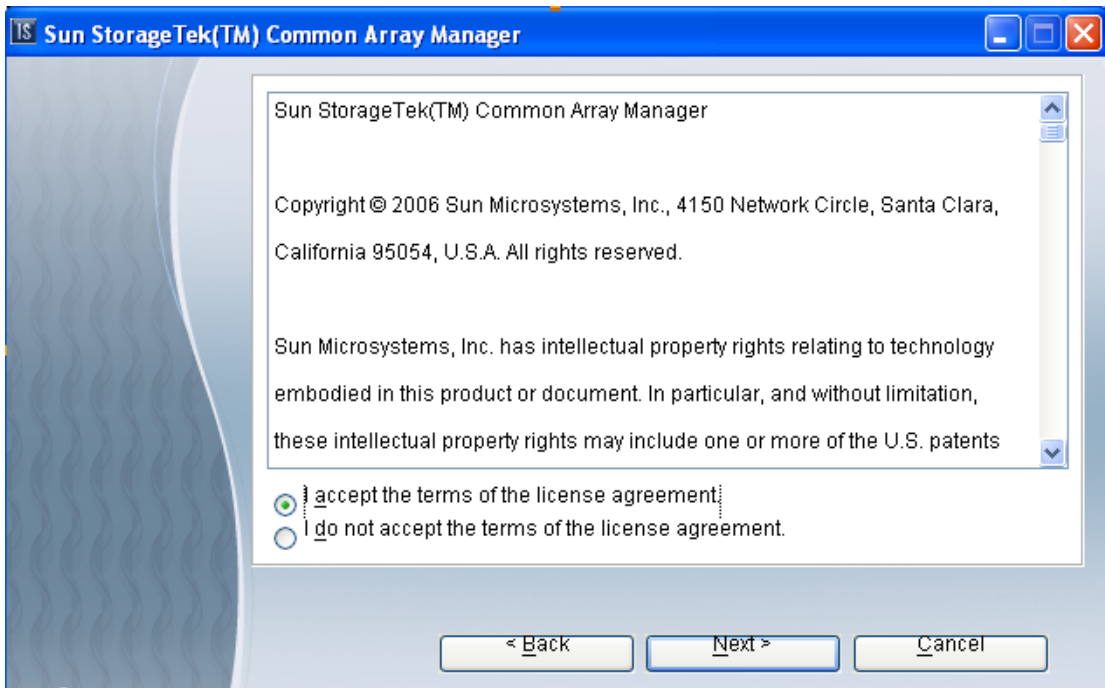 IS Sun StorageTek(TM) Common Array Manager
Sun StorageTek(TM) Common Array Manager
Copyright © 2006 Sun Microsystems, Inc., 4150 Network Circle, Santa Clara,
California 95054, U.S.A. All rights reserved.
Sun Microsystems, Inc. has intellectual property rights relating to technology
embodied in this product or document. In particular, and without limitation,
these intellectual property rights may include one or more of the U.S. patents
I accept the terms of the license agreement.
I do not accept the terms of the license agreement.
< Back Next > Cancel